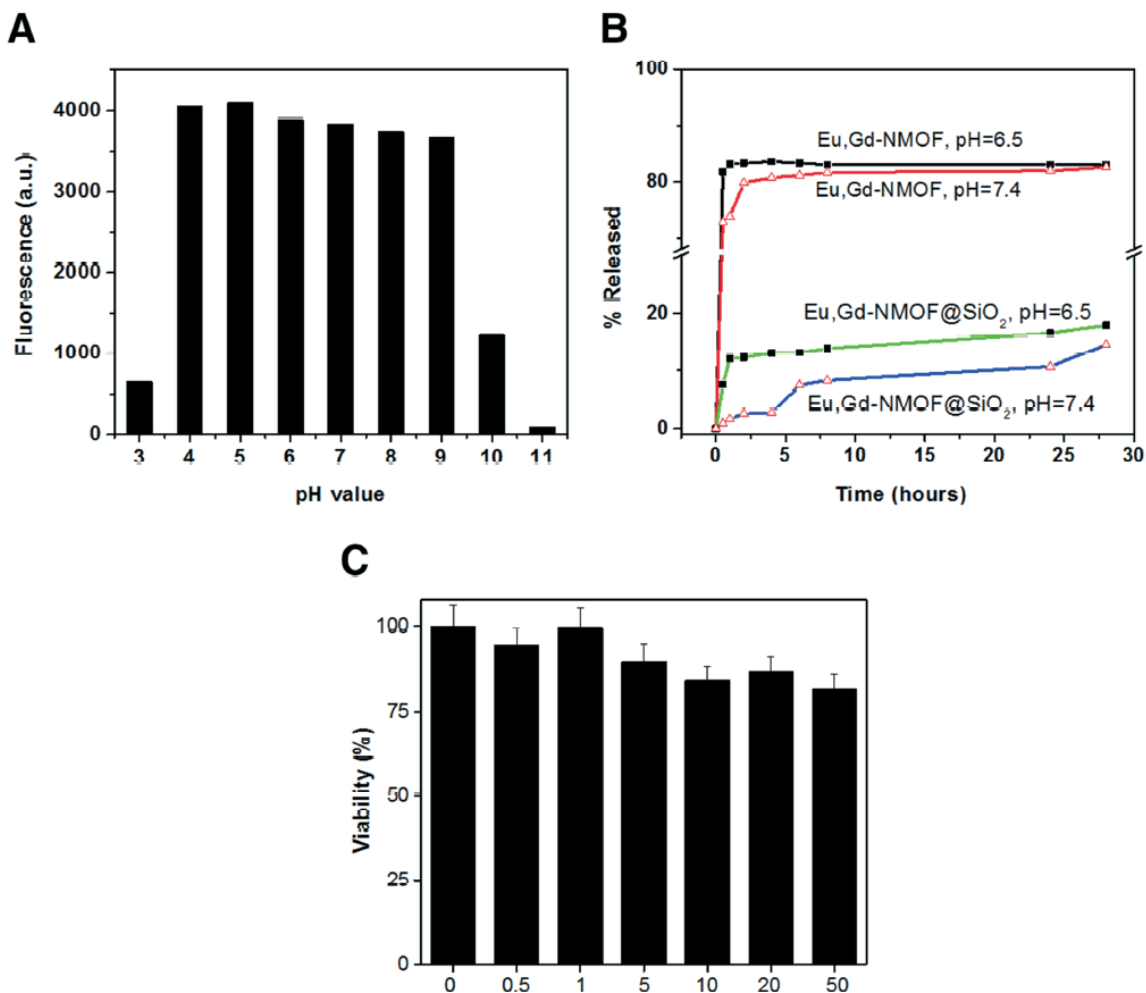 A
Fluorescence (a.u.)
4000
3000
2000
1000
0
3 4 5 6 7 8 9 10 11
pH value
B
% Released
100
80
20
0
Eu,Gd-NMOF, pH=6.5
Eu,Gd-NMOF, pH=7.4
Eu,Gd-NMOF@SiO₂, pH=6.5
Eu,Gd-NMOF@SiO₂, pH=7.4
0 5 10 15 20 25 30
Time (hours)
C
Viability (%)
100
75
50
25
0
0 0.5 1 5 10 20 50